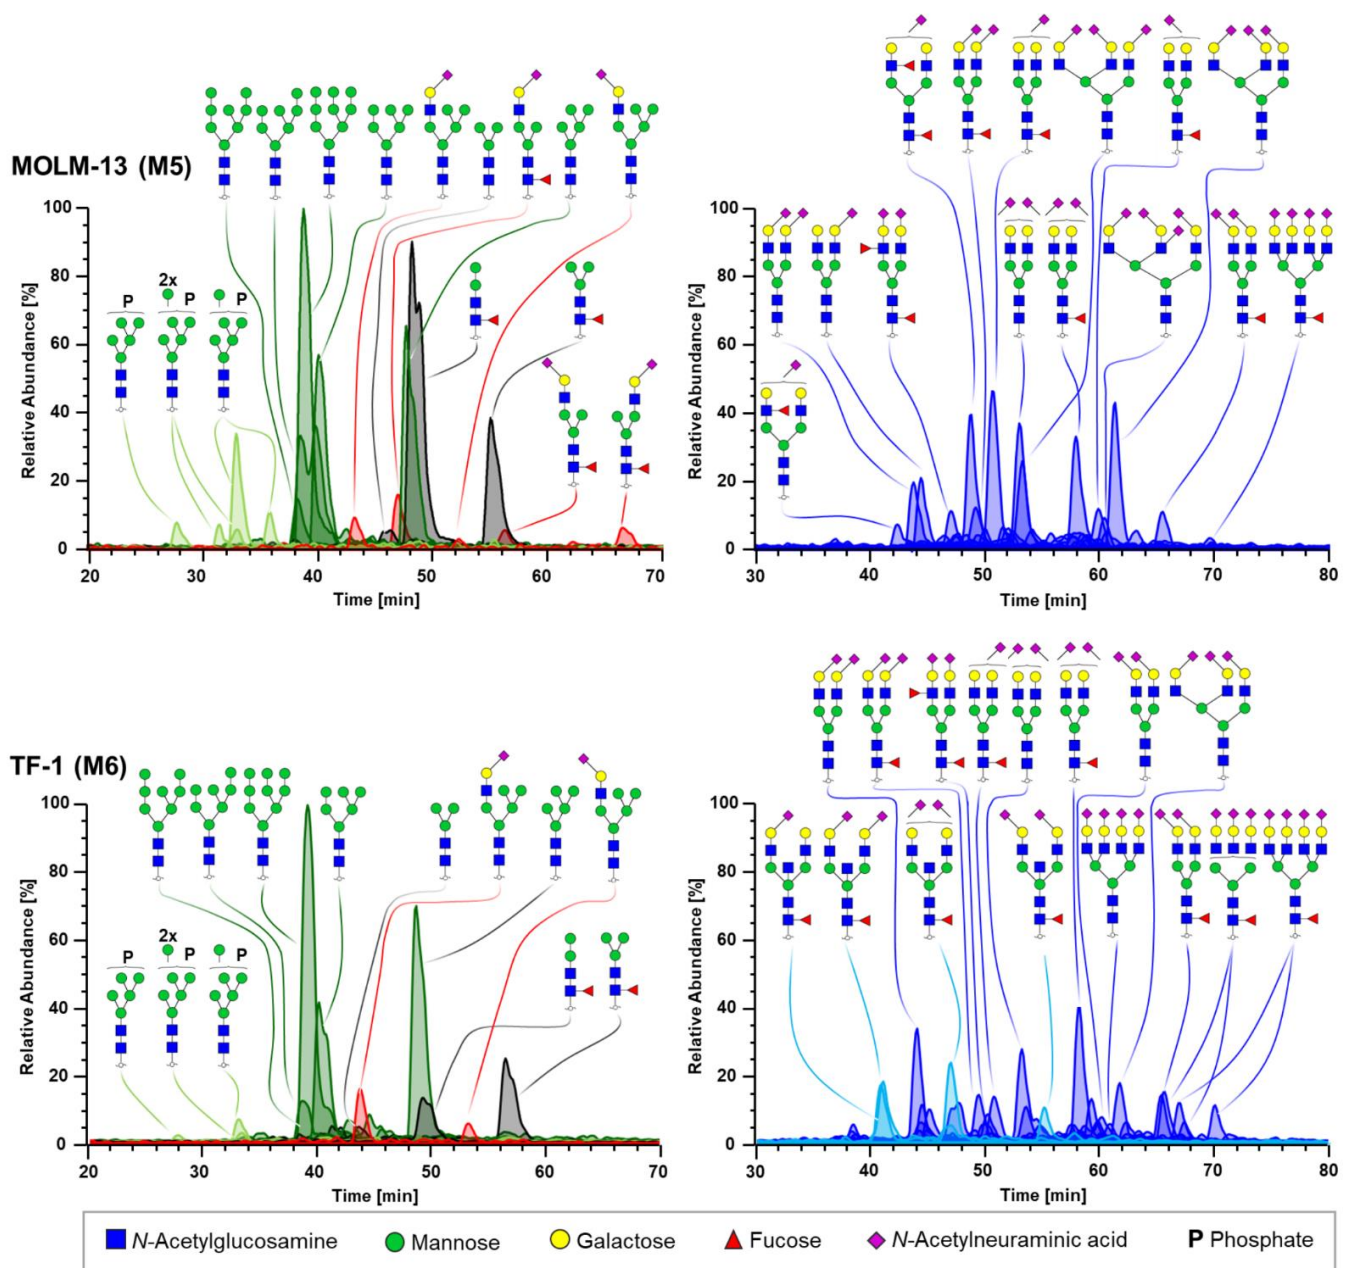 MOLM-13 (M5)
Relative Abundance [%]
100
80
60
40
20
0
P
2x
P
P
20 30 40 50 60 70
Time [min]
Relative Abundance [%]
100
80
60
40
20
0
30 40 50 60 70 80
Time [min]
TF-1 (M6)
Relative Abundance [%]
100
80
60
40
20
0
P
2x
P
P
20 30 40 50 60 70
Time [min]
Relative Abundance [%]
100
80
60
40
20
0
30 40 50 60 70 80
Time [min]
N-Acetylglucosamine Mannose Galactose Fucose N-Acetylneuraminic acid P Phosphate